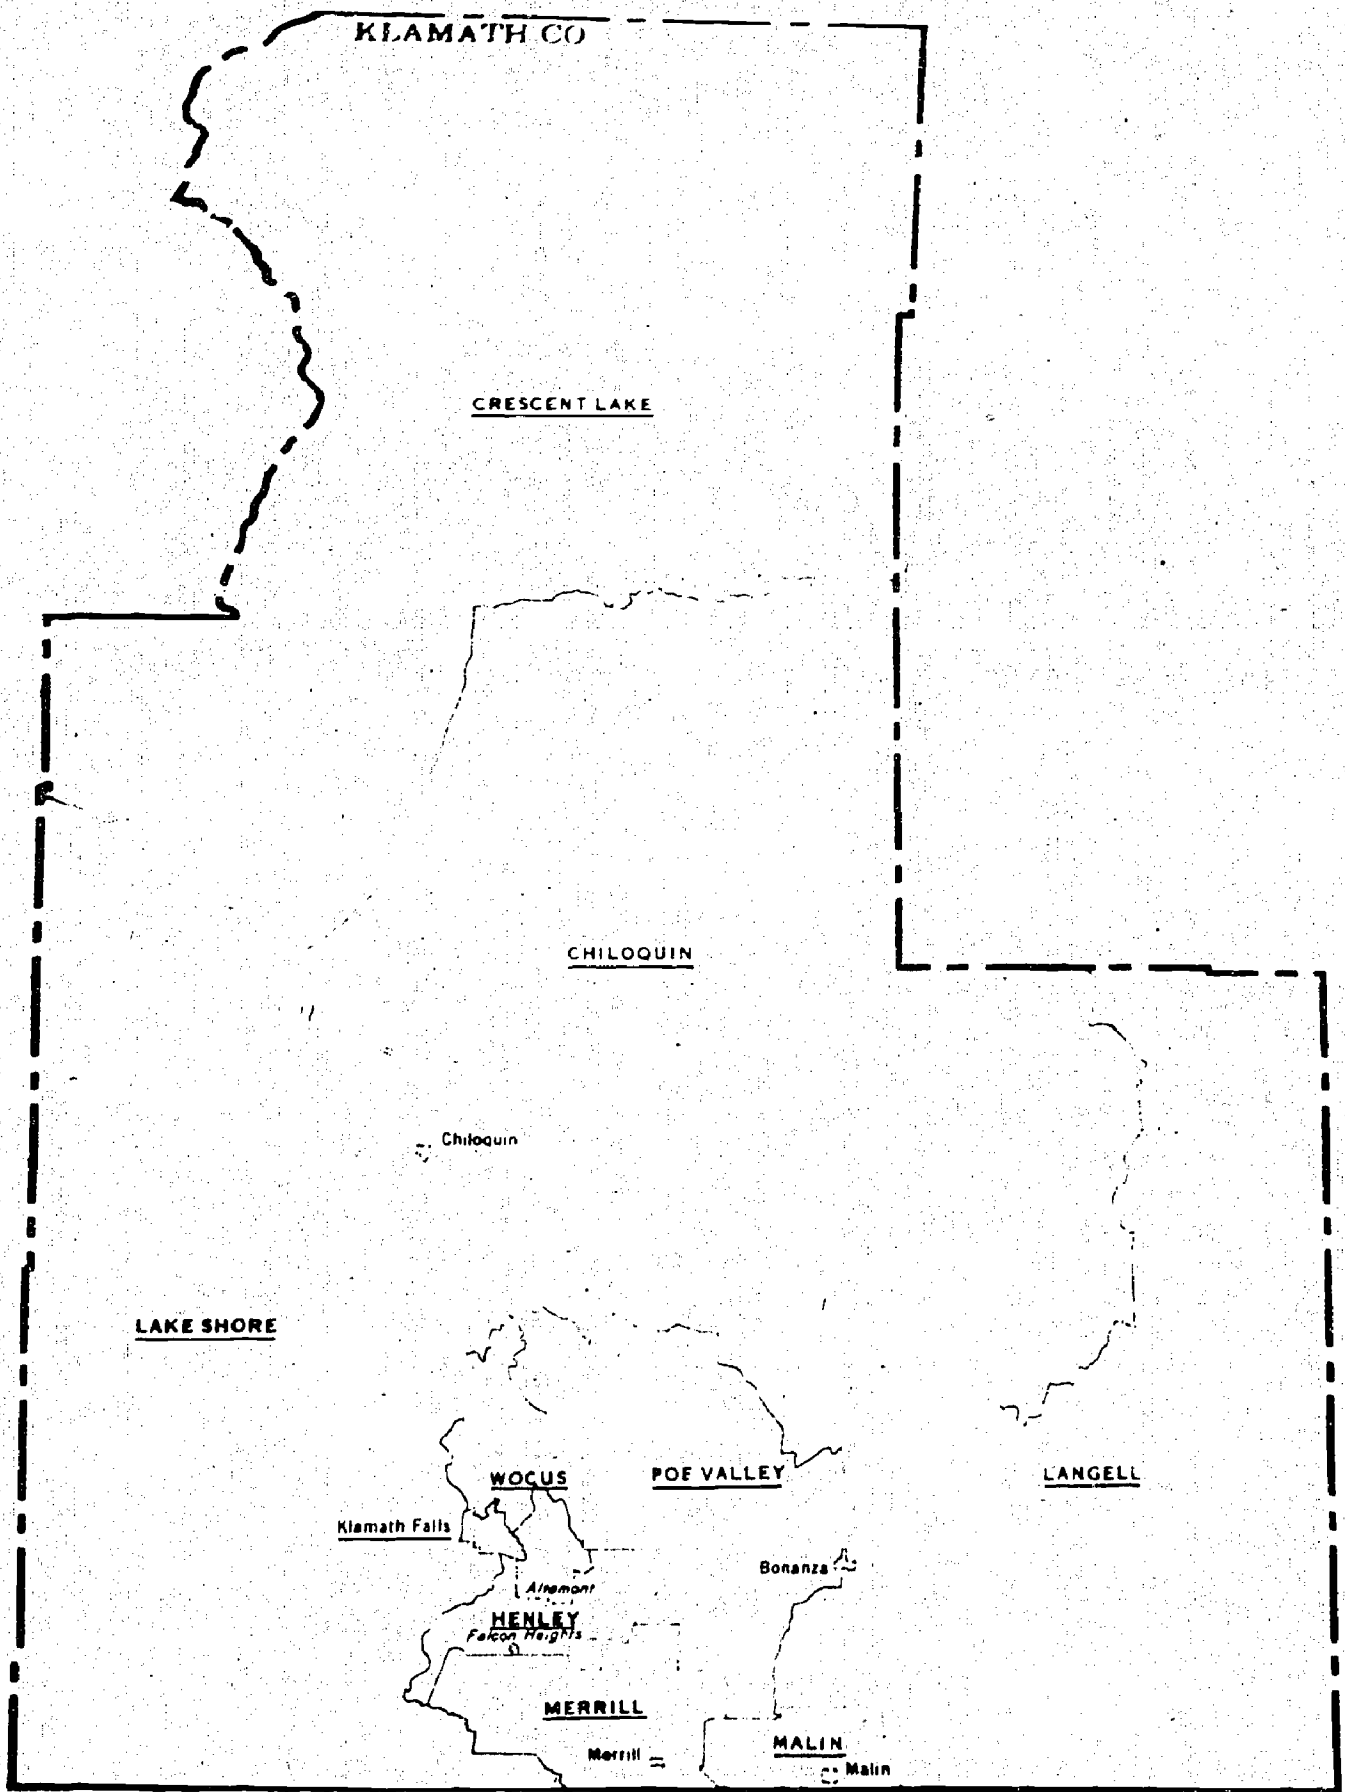 KLAMATH CO
CRESCENT LAKE
CHILOQUIN
Chiloquin
LAKE SHORE
WOCUS
POE VALLEY
LANGELL
Klamath Falls
Bonanza
Altamont
HENLEY
Falcon Heights
MERRILL
MALIN
Merrill
Malin